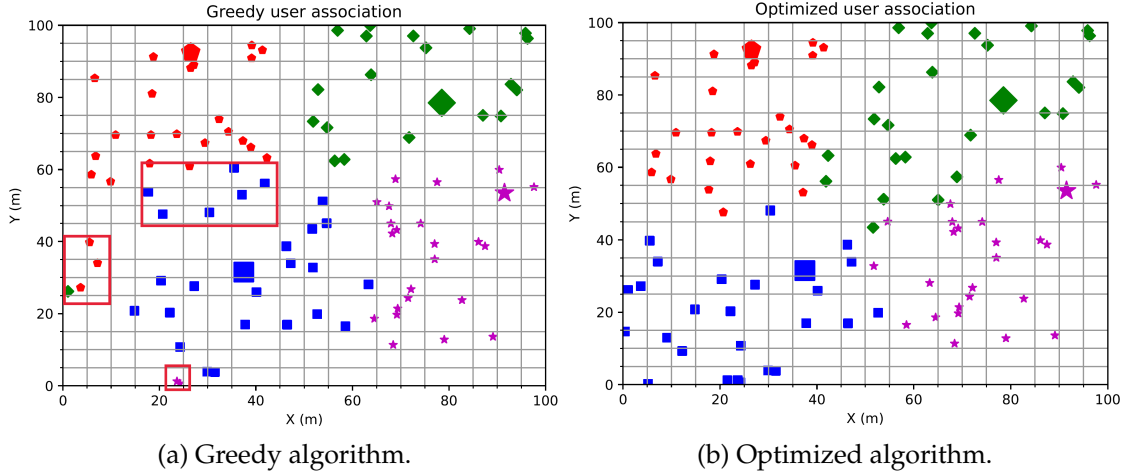 Greedy user association
Y (m)
100
80
60
40
20
0
0 20 40 60 80 100
X (m)
(a) Greedy algorithm.
Optimized user association
Y (m)
100
80
60
40
20
0
0 20 40 60 80 100
X (m)
(b) Optimized algorithm.